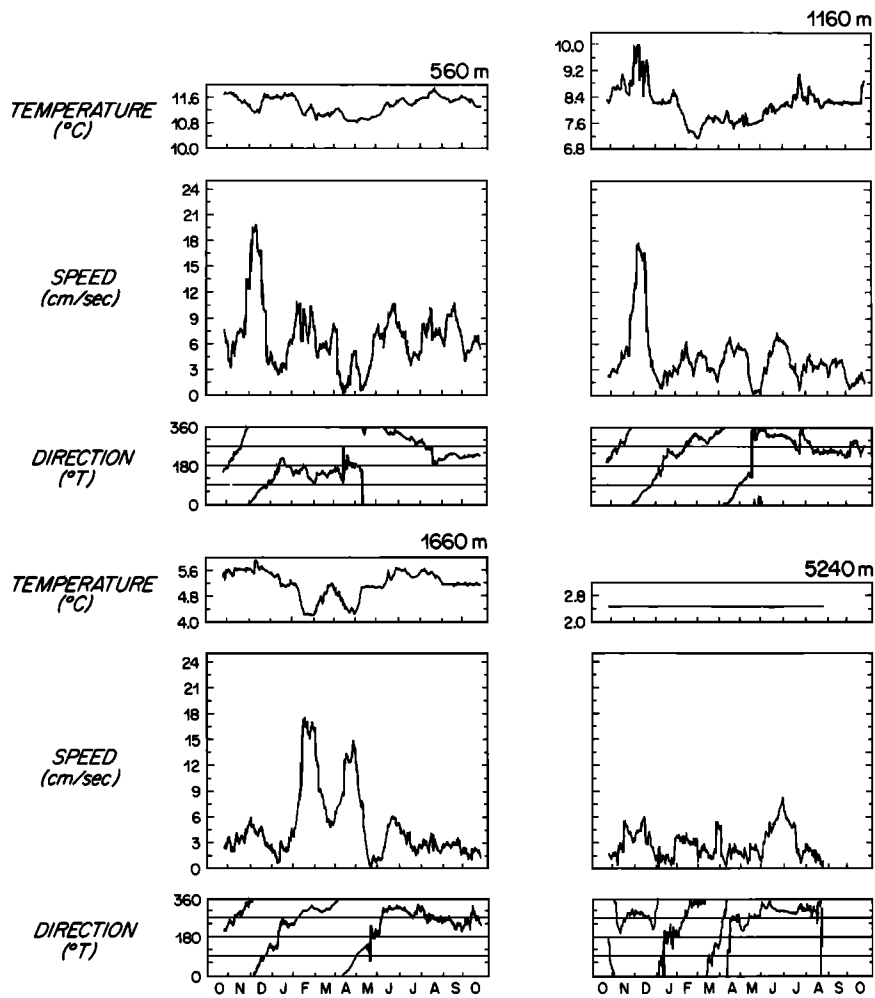 1160 m
560 m
TEMPERATURE
(°C)
11.6
10.8
10.0
10.0
9.2
8.4
7.6
6.8
SPEED
(cm/sec)
24
21
18
15
12
9
6
3
0
DIRECTION
(°T)
360
180
0
1660 m
5240 m
TEMPERATURE
(°C)
5.6
4.8
4.0
2.8
2.0
SPEED
(cm/sec)
24
21
18
15
12
9
6
3
0
DIRECTION
(°T)
360
180
0
O N D J F M A M J J A S O
O N D J F M A M J J A S O